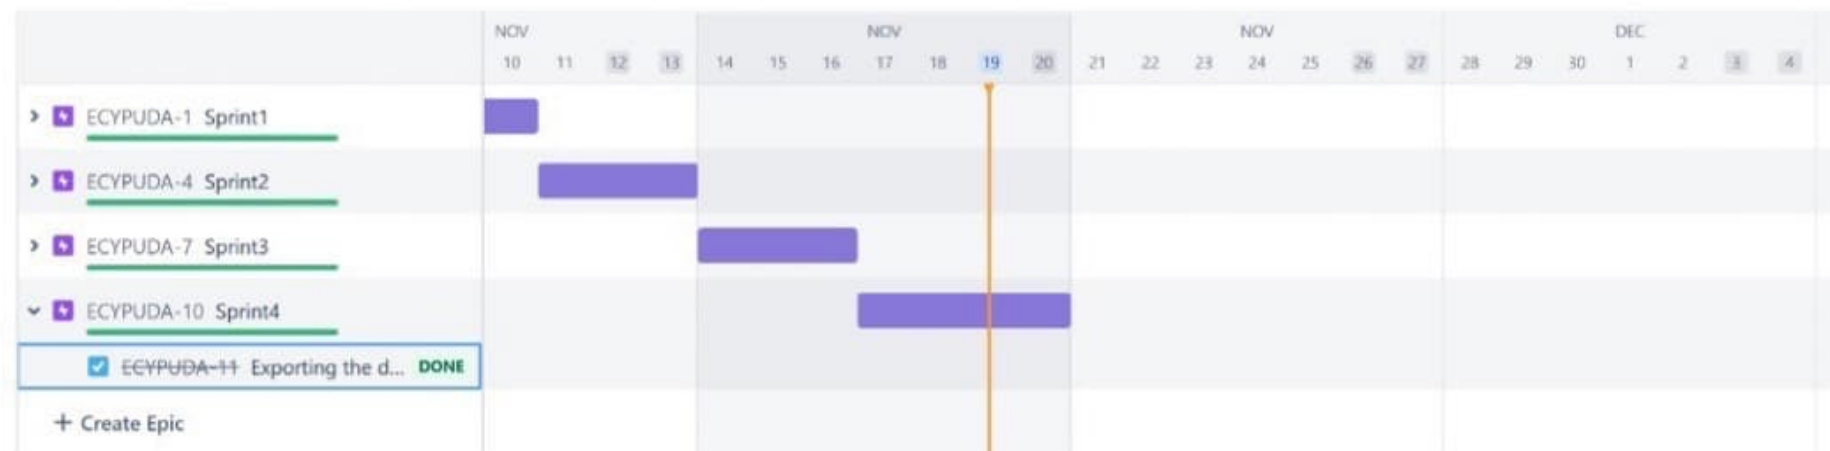 NOV NOV NOV DEC
10 11 12 13 14 15 16 17 18 19 20 21 22 23 24 25 26 27 28 29 30 1 2 3 4
ECYPUDA-1 Sprint1
ECYPUDA-4 Sprint2
ECYPUDA-7 Sprint3
ECYPUDA-10 Sprint4
ECYPUDA-11 Exporting the d... DONE
+ Create Epic